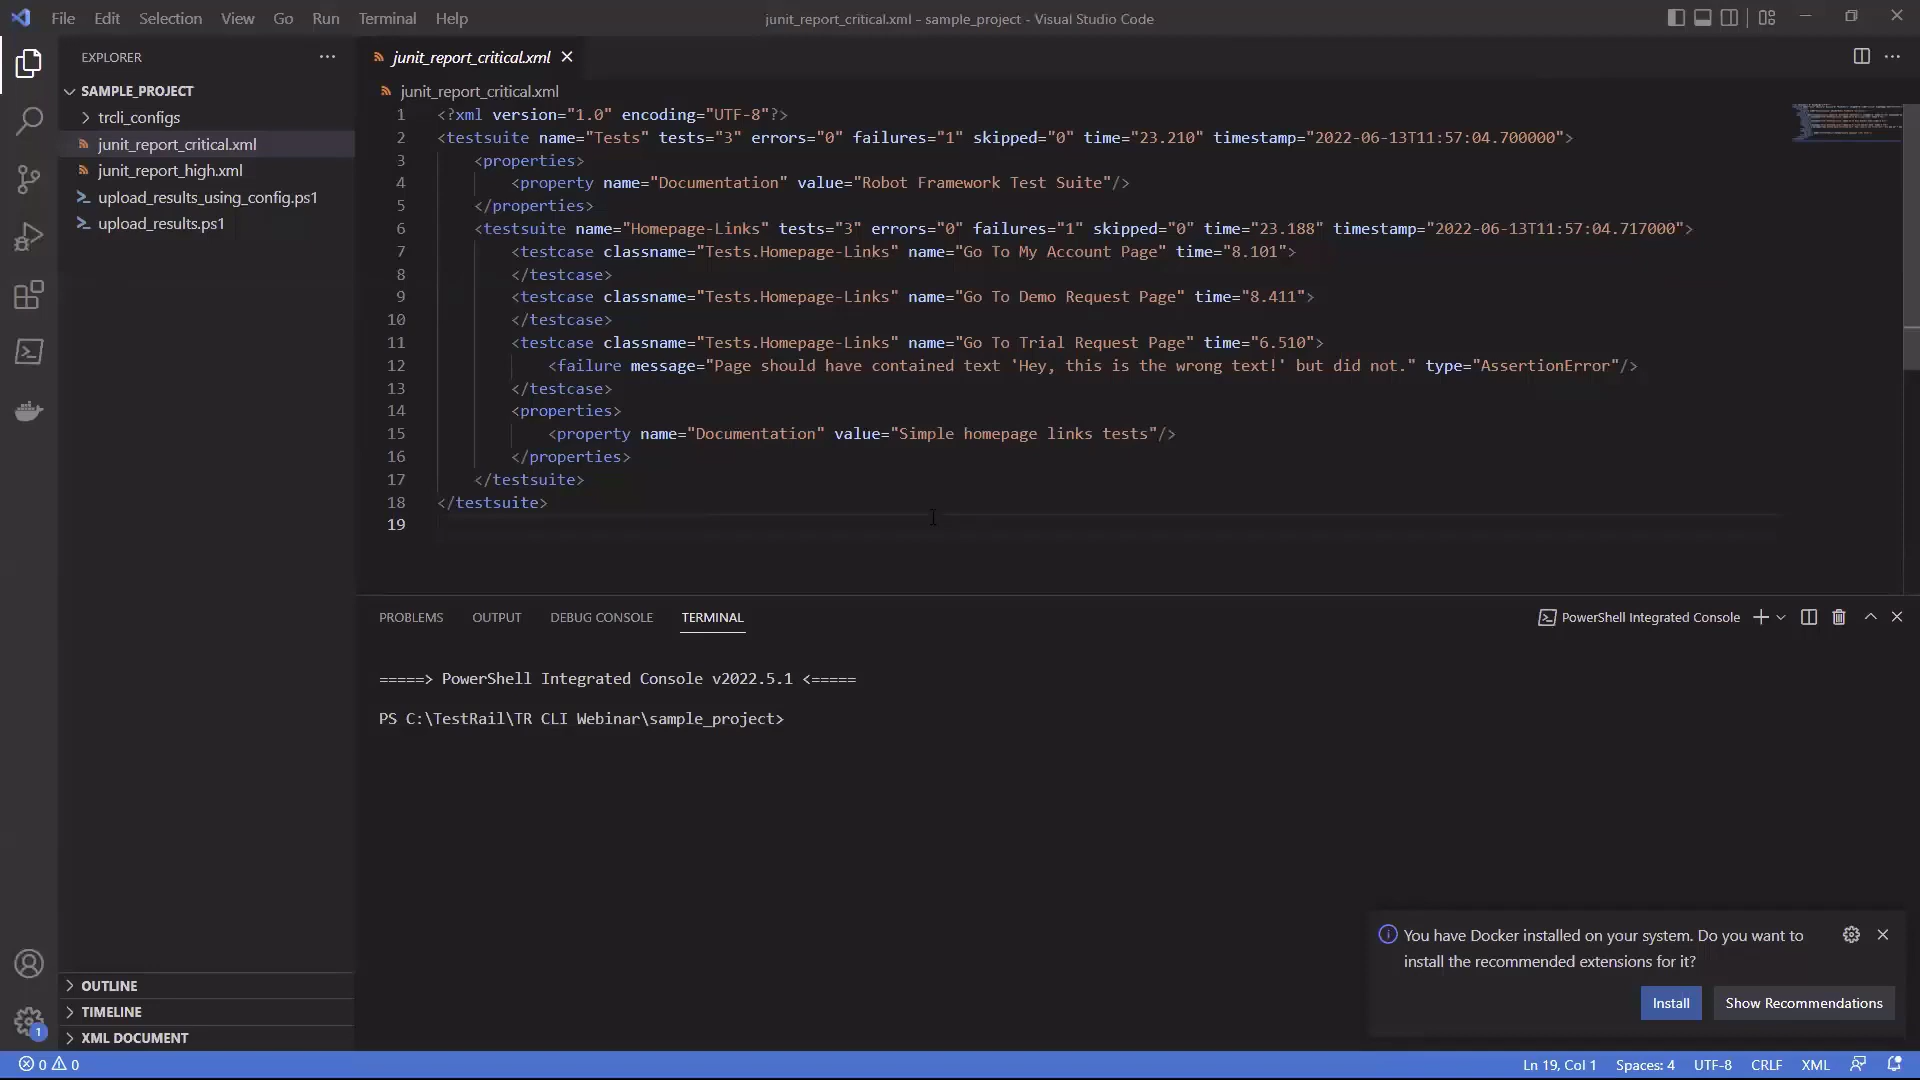 File Edit Selection View Go Run Terminal Help
junit_report_critical.xml - sample_project - Visual Studio Code
EXPLORER
SAMPLE_PROJECT
trcli_configs
junit_report_critical.xml
junit_report_high.xml
upload_results_using_config.ps1
upload_results.ps1
OUTLINE
TIMELINE
XML DOCUMENT
1
junit_report_critical.xml
junit_report_critical.xml
1 <?xml version="1.0" encoding="UTF-8"?>
2 <testsuite name="Tests" tests="3" errors="0" failures="1" skipped="0" time="23.210" timestamp="2022-06-13T11:57:04.700000">
3 <properties>
4 <property name="Documentation" value="Robot Framework Test Suite"/>
5 </properties>
6 <testsuite name="Homepage-Links" tests="3" errors="0" failures="1" skipped="0" time="23.188" timestamp="2022-06-13T11:57:04.717000">
7 <testcase classname="Tests.Homepage-Links" name="Go To My Account Page" time="8.101">
8 </testcase>
9 <testcase classname="Tests.Homepage-Links" name="Go To Demo Request Page" time="8.411">
10 </testcase>
11 <testcase classname="Tests.Homepage-Links" name="Go To Trial Request Page" time="6.510">
12 <failure message="Page should have contained text 'Hey, this is the wrong text!' but did not." type="AssertionError"/>
13 </testcase>
14 <properties>
15 <property name="Documentation" value="Simple homepage links tests"/>
16 </properties>
17 </testsuite>
18 </testsuite>
19
PROBLEMS OUTPUT DEBUG CONSOLE TERMINAL
PowerShell Integrated Console
=====> PowerShell Integrated Console v2022.5.1 <=====
PS C:\TestRail\TR CLI Webinar\sample_project>
You have Docker installed on your system. Do you want to
install the recommended extensions for it?
Install Show Recommendations
0 0
Ln 19, Col 1 Spaces: 4 UTF-8 CRLF XML